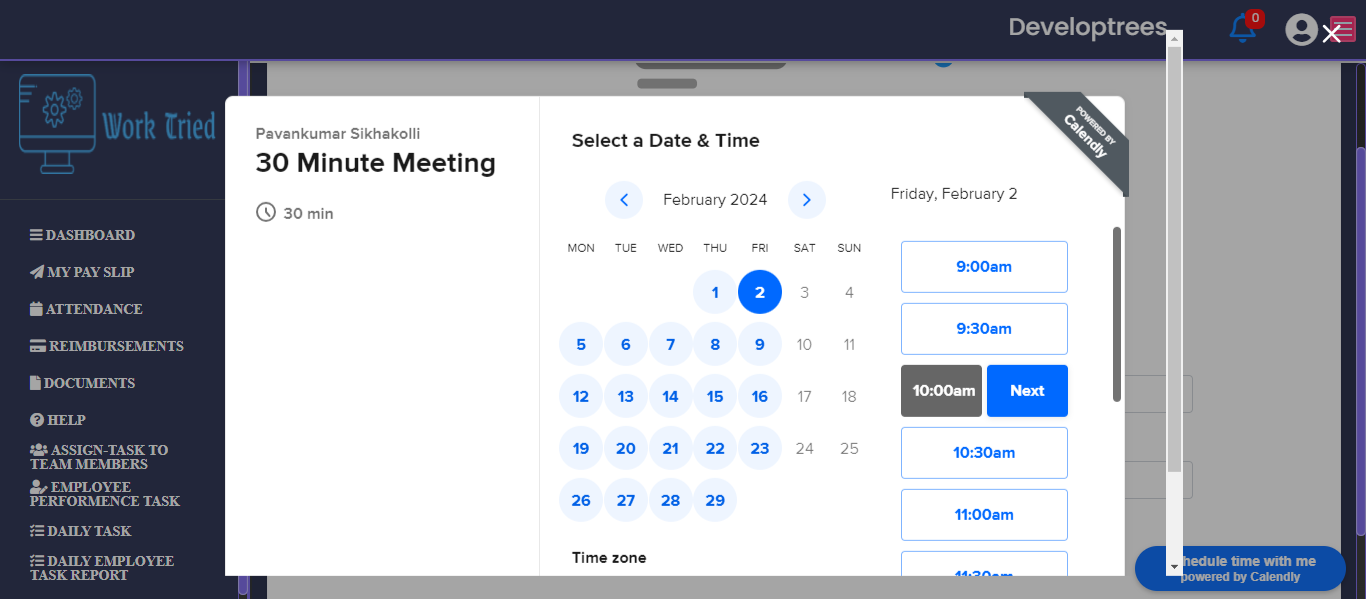 Developtrees
0
Work Tried
DASHBOARD
MY PAY SLIP
ATTENDANCE
REIMBURSEMENTS
DOCUMENTS
HELP
ASSIGN-TASK TO
TEAM MEMBERS
EMPLOYEE
PERFORMENCE TASK
DAILY TASK
DAILY EMPLOYEE
TASK REPORT
Pavankumar Sikhakolli
30 Minute Meeting
30 min
POWERED BY
Calendly
Select a Date & Time
February 2024
MON TUE WED THU FRI SAT SUN
1 2 3 4
5 6 7 8 9 10 11
12 13 14 15 16 17 18
19 20 21 22 23 24 25
26 27 28 29
Time zone
Friday, February 2
9:00am
9:30am
10:00am Next
10:30am
11:00am
11:30am
time with me
powered by Calendly